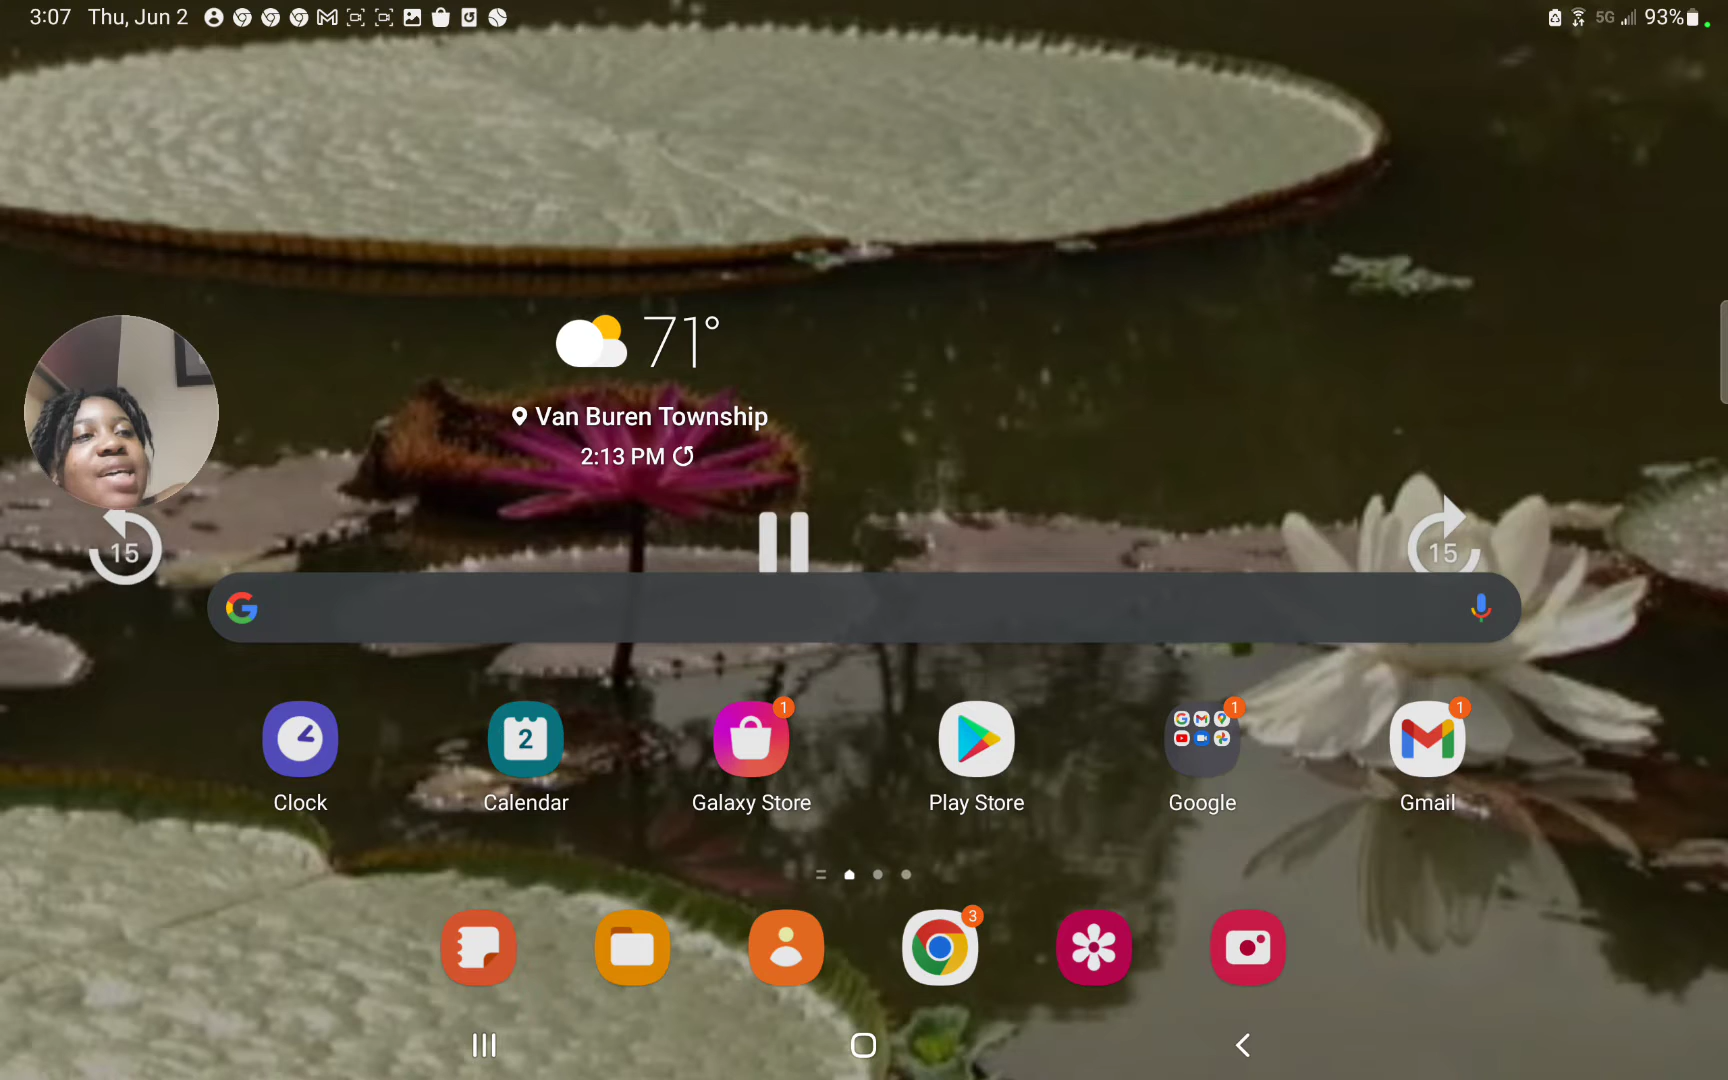 3:07 Thu, Jun 2
5G 93%
71°
Van Buren Township
2:13 PM
15
15
1
1
1
2
Clock
Calendar
Galaxy Store
Play Store
Google
Gmail
3